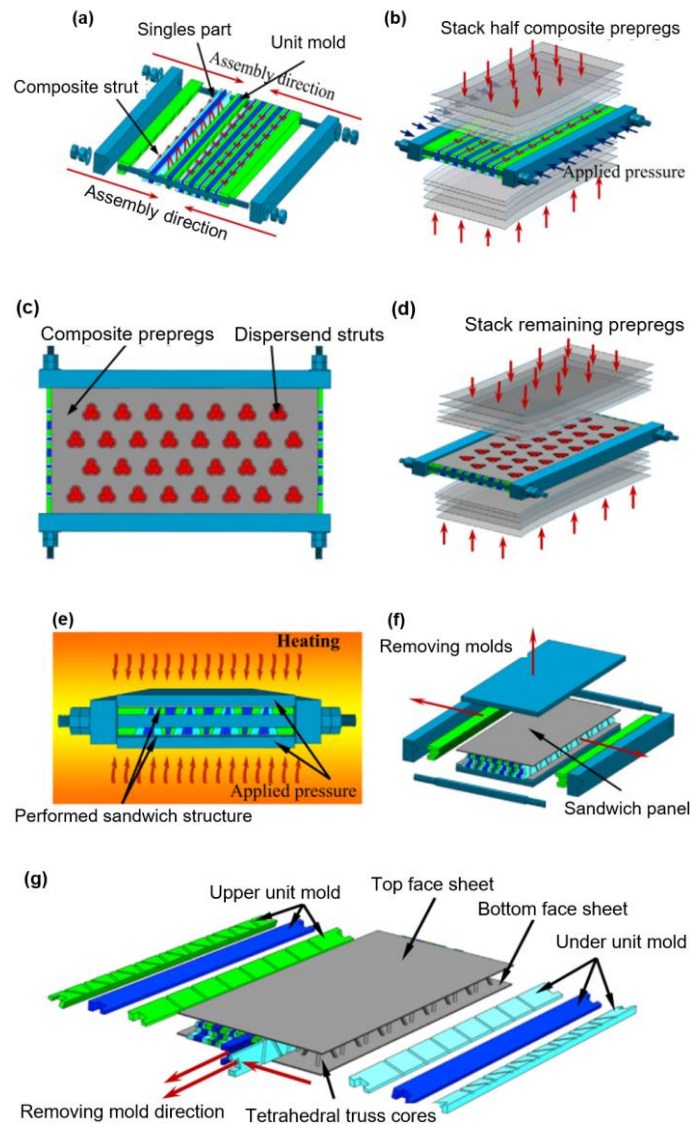 (a)
Singles part
Unit mold
Composite strut
Assembly direction
Assembly direction
(b)
Stack half composite prepregs
Applied pressure
(c)
Composite prepregs
Dispersend struts
(d)
Stack remaining prepregs
(e)
Heating
Applied pressure
Performed sandwich structure
(f)
Removing molds
Sandwich panel
(g)
Upper unit mold
Top face sheet
Bottom face sheet
Under unit mold
Removing mold direction
Tetrahedral truss cores